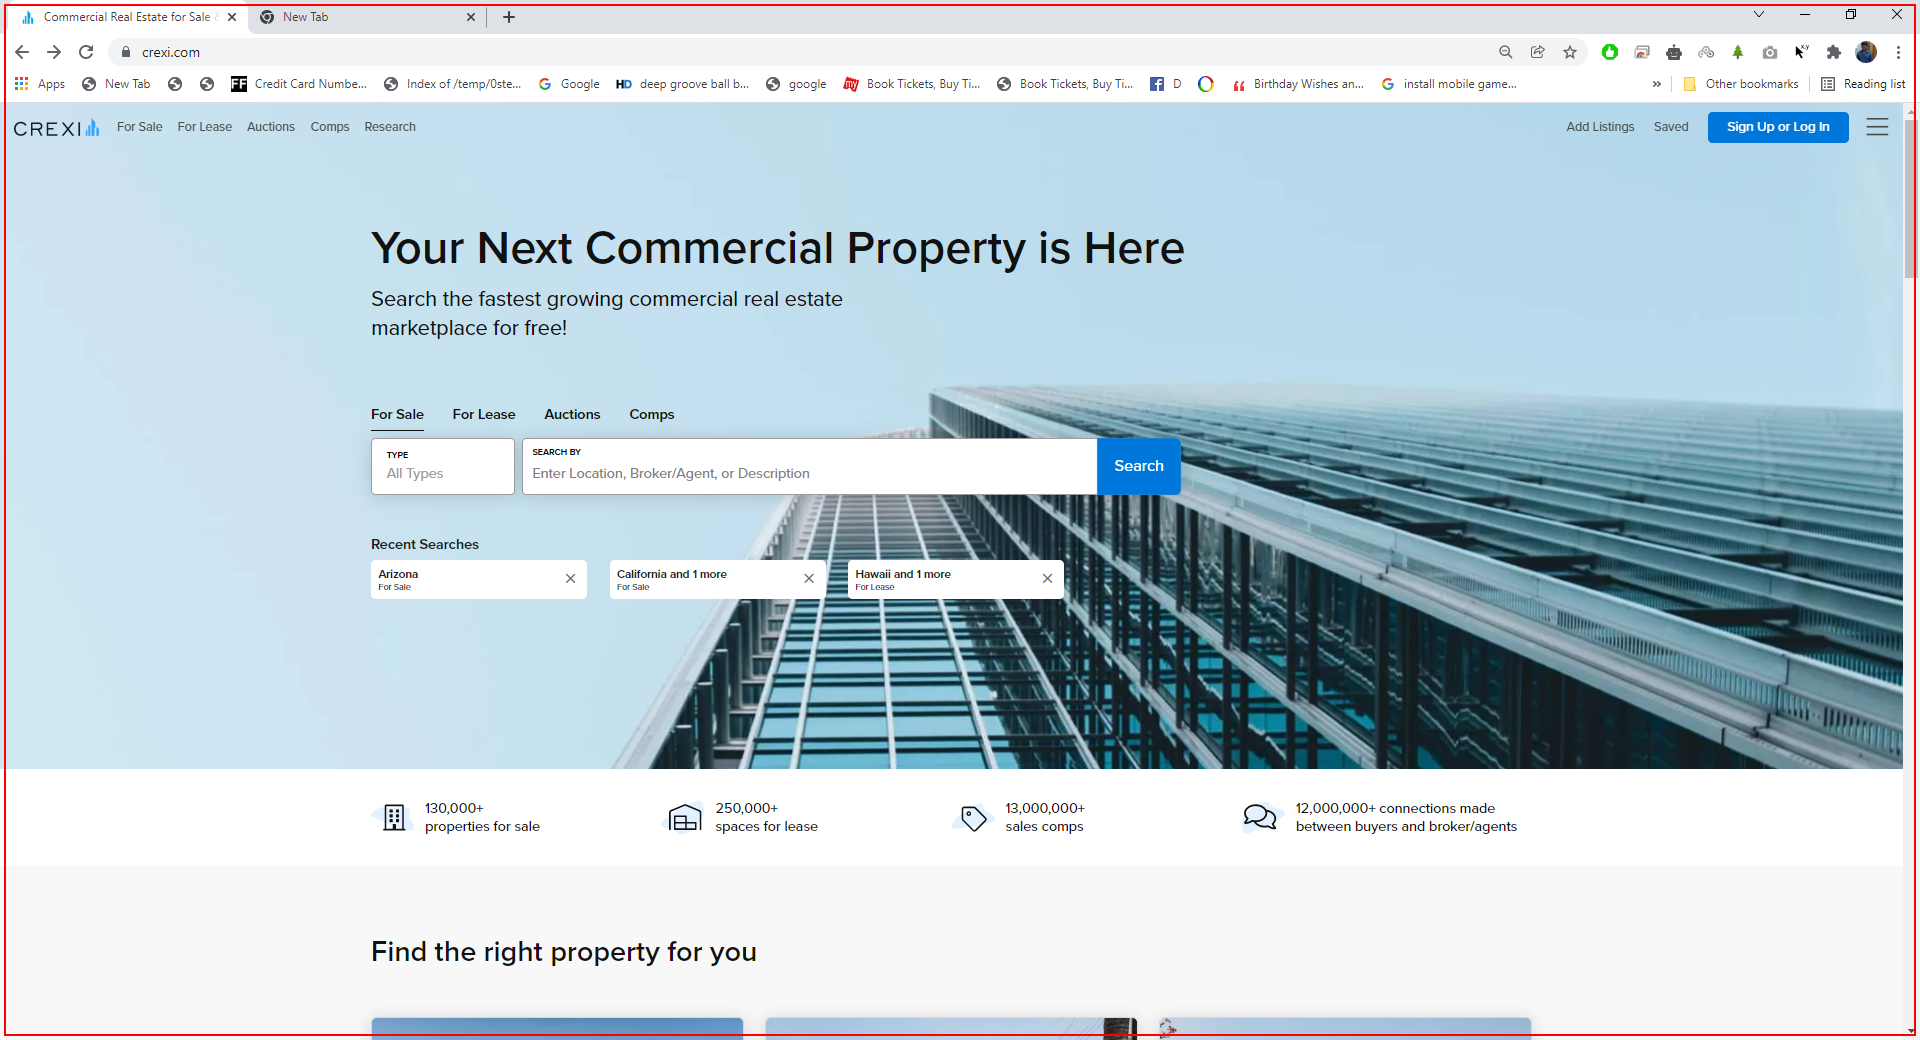 Commercial Real Estate for Sale
New Tab
crexi.com
Apps
New Tab
FF Credit Card Numbe...
Index of /temp/0ste...
Google
HD deep groove ball b...
google
my Book Tickets, Buy Ti...
Book Tickets, Buy Ti...
D
Birthday Wishes an...
install mobile game...
»
Other bookmarks
Reading list
CREXI
For Sale
For Lease
Auctions
Comps
Research
Add Listings
Saved
Sign Up or Log In
Your Next Commercial Property is Here
Search the fastest growing commercial real estate
marketplace for free!
For Sale
For Lease
Auctions
Comps
TYPE
All Types
SEARCH BY
Enter Location, Broker/Agent, or Description
Search
Recent Searches
Arizona
For Sale
California and 1 more
For Sale
Hawaii and 1 more
For Lease
130,000+
properties for sale
250,000+
spaces for lease
13,000,000+
sales comps
12,000,000+ connections made
between buyers and broker/agents
Find the right property for you